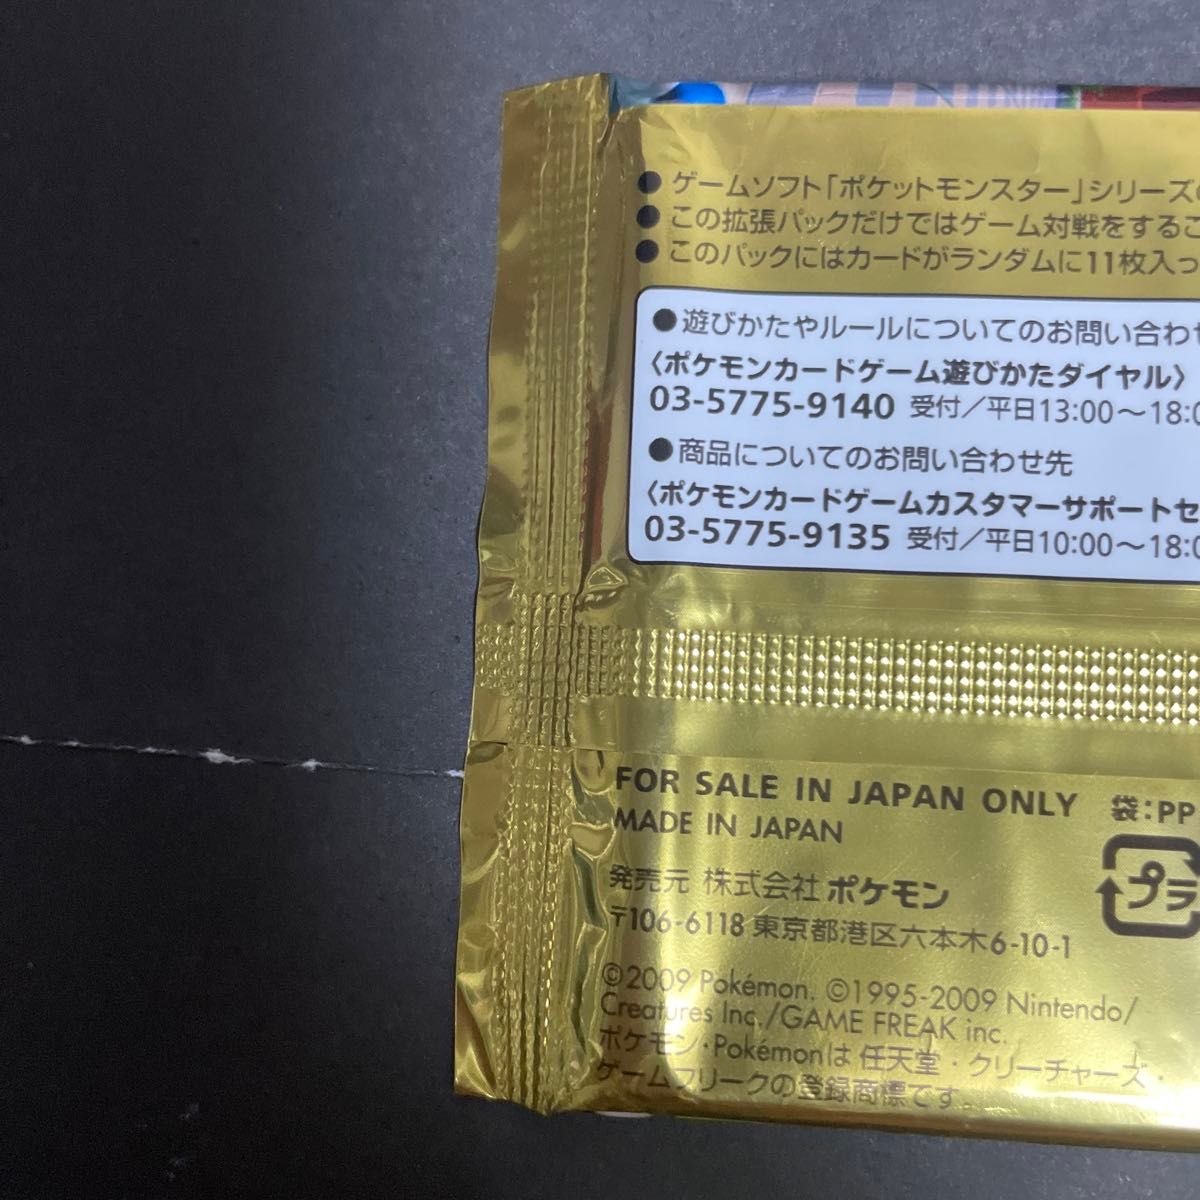 ● ゲームソフト「ポケットモンスター」シリーズ
● この拡張パックだけではゲーム対戦をするこ
● このパックにはカードがランダムに11枚入っ
●遊びかたやルールについてのお問い合わせ
〈ポケモンカードゲーム遊びかたダイヤル〉
03-5775-9140 受付／平日13:00〜18:0
●商品についてのお問い合わせ先
〈ポケモンカードゲームカスタマーサポートセ
03-5775-9135 受付／平日10:00〜18:0
FOR SALE IN JAPAN ONLY 袋:PP
MADE IN JAPAN
プラ
発売元 株式会社ポケモン
〒106-6118 東京都港区六本木6-10-1
©2009 Pokémon. ©1995-2009 Nintendo/
Creatures Inc./GAME FREAK inc.
ポケモン・Pokémonは 任天堂・クリーチャーズ・
ゲームフリークの登録商標です。